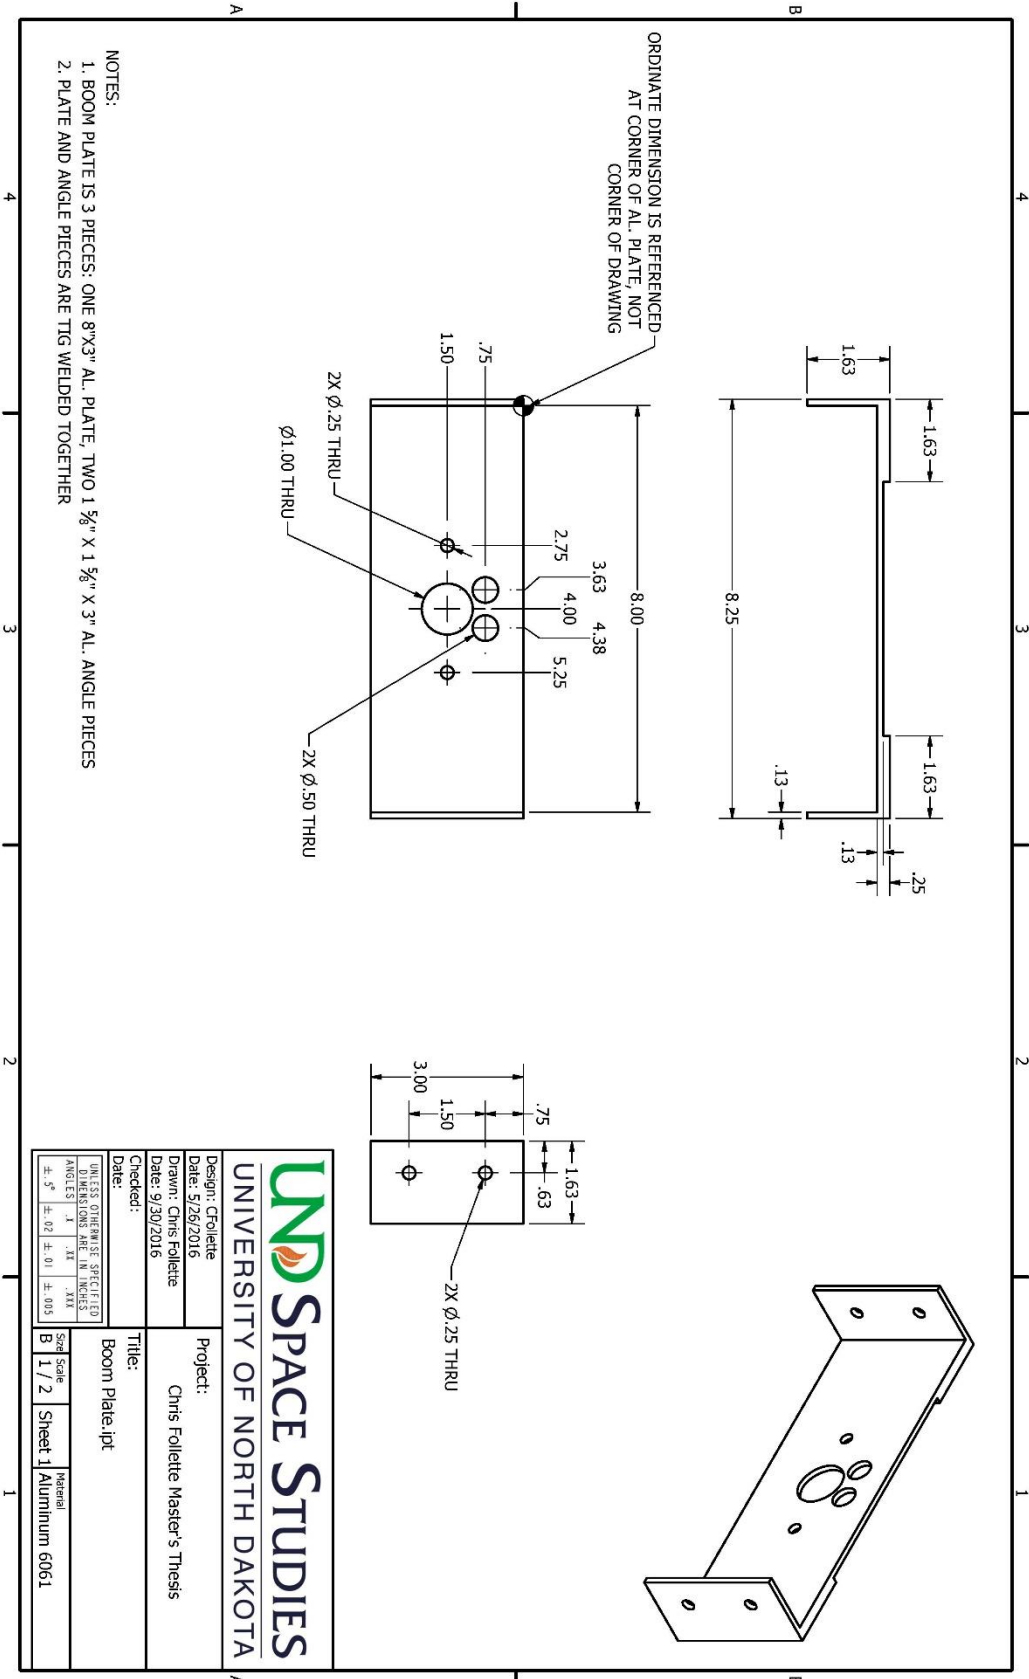 4
3
2
1
B
ORDINATE DIMENSION IS REFERENCED
AT CORNER OF AL. PLATE, NOT
CORNER OF DRAWING
1.63
1.63
8.25
1.63
.13
.13
.25
8.00
2.75
3.63
4.00
4.38
5.25
.75
1.50
2X Ø.25 THRU
Ø1.00 THRU
2X Ø.50 THRU
1.63
.63
.75
1.50
3.00
2X Ø.25 THRU
A
NOTES:
1. BOOM PLATE IS 3 PIECES: ONE 8"X3" AL. PLATE, TWO 1 ⅝" X 1 ⅝" X 3" AL. ANGLE PIECES
2. PLATE AND ANGLE PIECES ARE TIG WELDED TOGETHER
UND SPACE STUDIES
UNIVERSITY OF NORTH DAKOTA
Design: CFollette
Date: 5/26/2016
Drawn: Chris Follette
Date: 9/30/2016
Checked:
Date:
Project:
Chris Follette Master's Thesis
Title:
Boom Plate.ipt
UNLESS OTHERWISE SPECIFIED
DIMENSIONS ARE IN INCHES
ANGLES .X .XX .XXX
±.5° ±.02 ±.01 ±.005
Size Scale Material
B 1 / 2 Sheet 1 Aluminum 6061
4
3
2
1